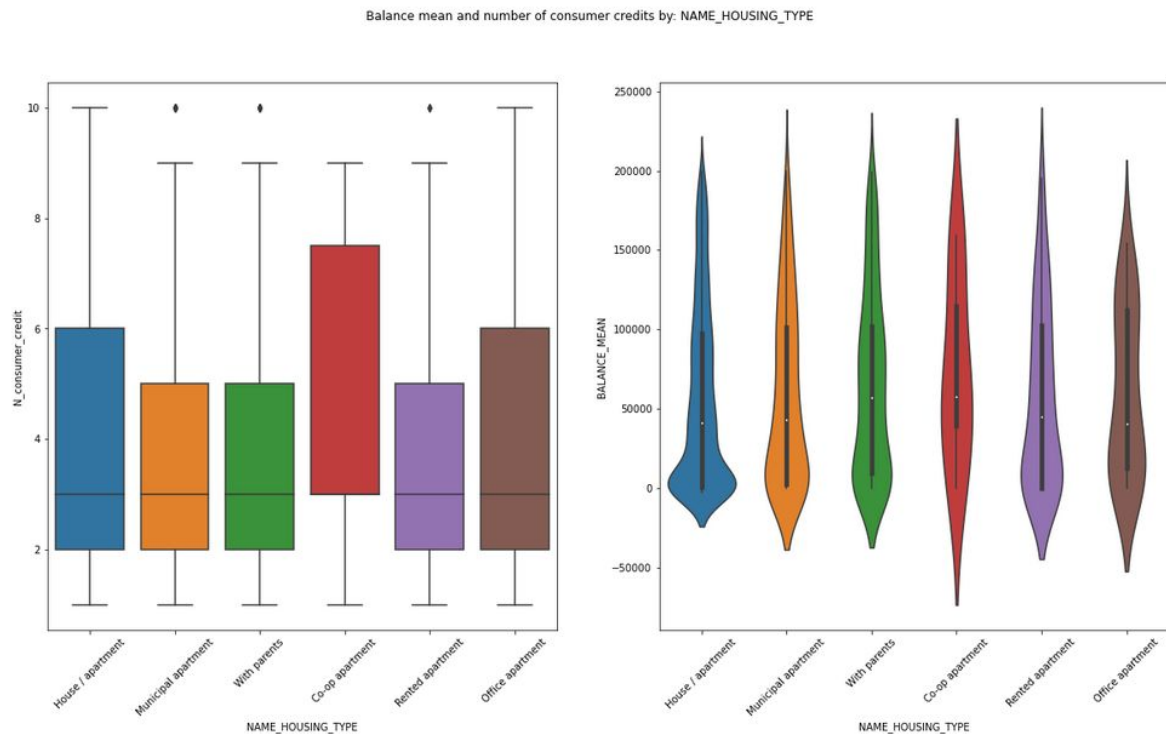 Balance mean and number of consumer credits by: NAME_HOUSING_TYPE
10
8
6
4
2
N_consumer_credit
House / apartment
Municipal apartment
With parents
Co-op apartment
Rented apartment
Office apartment
NAME_HOUSING_TYPE
250000
200000
150000
100000
50000
0
−50000
BALANCE_MEAN
House / apartment
Municipal apartment
With parents
Co-op apartment
Rented apartment
Office apartment
NAME_HOUSING_TYPE